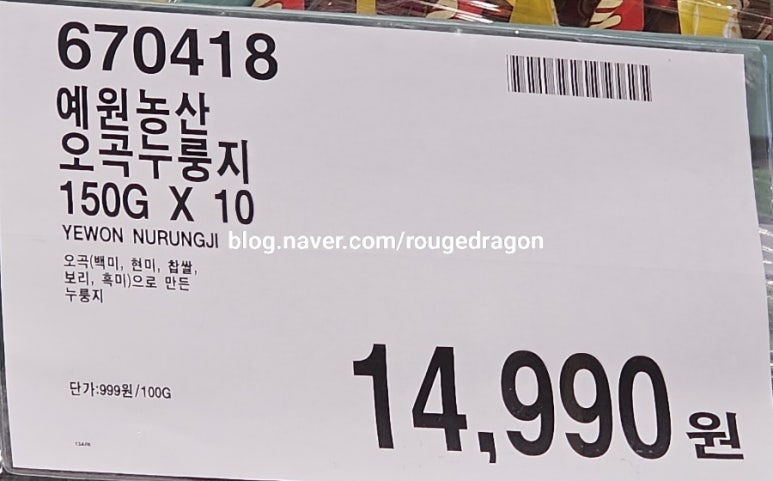 670418
예원농산
오곡누룽지
150G X 10
YEWON NURUNGJI
blog.naver.com/rougedragon
오곡(백미, 현미, 찹쌀,
보리, 흑미)으로 만든
누룽지
14,990 원
단가:999원/100G